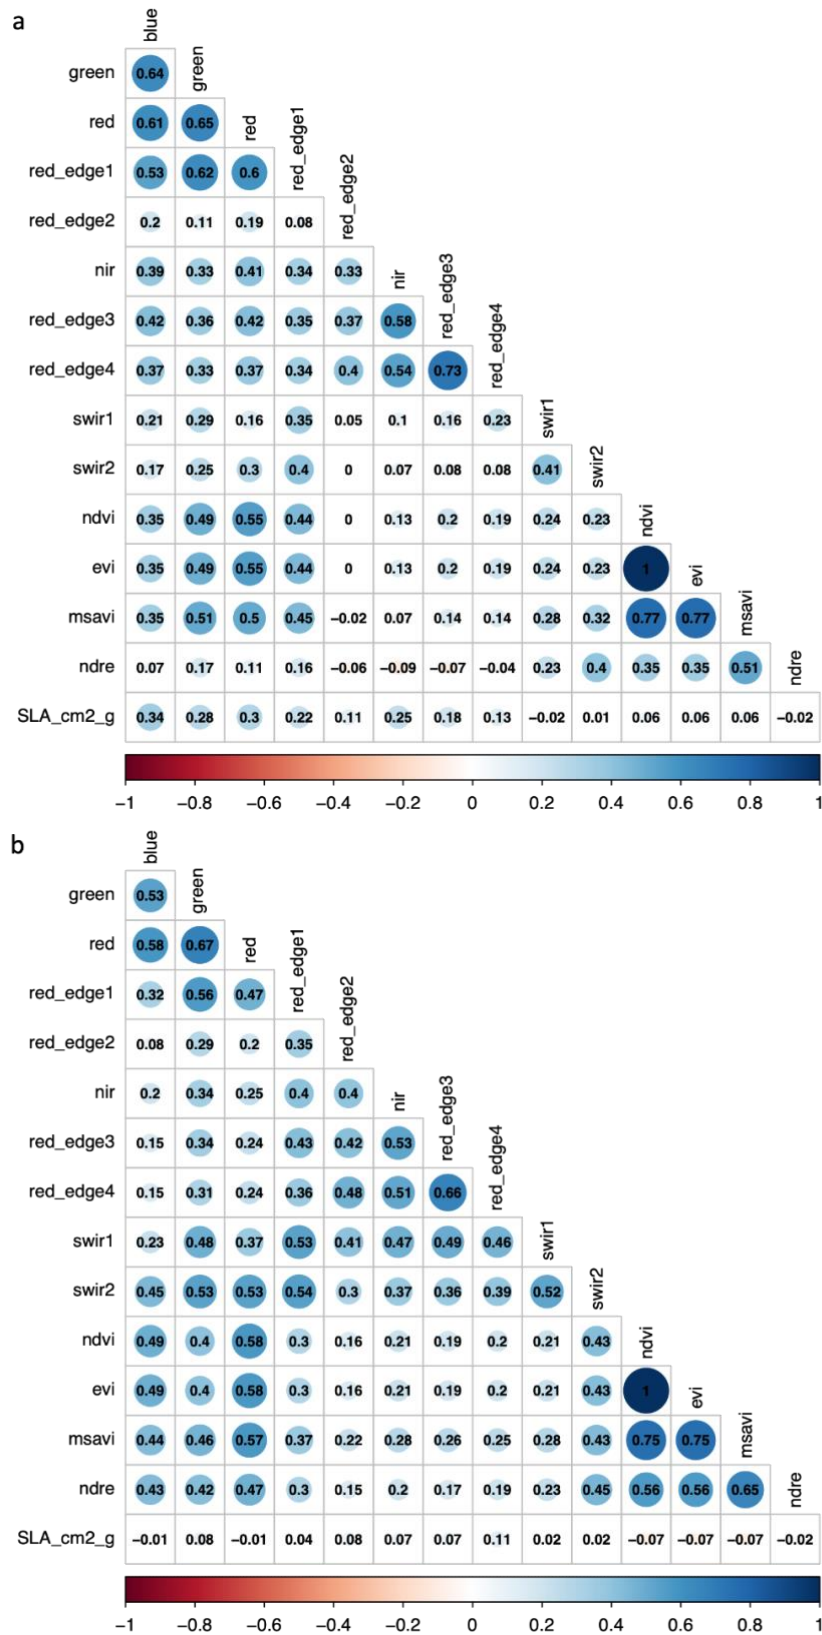 a
blue
green 0.64 green
red 0.61 0.65 red
red_edge1 0.53 0.62 0.6 red_edge1
red_edge2 0.2 0.11 0.19 0.08 red_edge2
nir 0.39 0.33 0.41 0.34 0.33 nir
red_edge3 0.42 0.36 0.42 0.35 0.37 0.58 red_edge3
red_edge4 0.37 0.33 0.37 0.34 0.4 0.54 0.73 red_edge4
swir1 0.21 0.29 0.16 0.35 0.05 0.1 0.16 0.23 swir1
swir2 0.17 0.25 0.3 0.4 0 0.07 0.08 0.08 0.41 swir2
ndvi 0.35 0.49 0.55 0.44 0 0.13 0.2 0.19 0.24 0.23 ndvi
evi 0.35 0.49 0.55 0.44 0 0.13 0.2 0.19 0.24 0.23 1 evi
msavi 0.35 0.51 0.5 0.45 −0.02 0.07 0.14 0.14 0.28 0.32 0.77 0.77 msavi
ndre 0.07 0.17 0.11 0.16 −0.06 −0.09 −0.07 −0.04 0.23 0.4 0.35 0.35 0.51 ndre
SLA_cm2_g 0.34 0.28 0.3 0.22 0.11 0.25 0.18 0.13 −0.02 0.01 0.06 0.06 0.06 −0.02
−1 −0.8 −0.6 −0.4 −0.2 0 0.2 0.4 0.6 0.8 1
b
blue
green 0.53 green
red 0.58 0.67 red
red_edge1 0.32 0.56 0.47 red_edge1
red_edge2 0.08 0.29 0.2 0.35 red_edge2
nir 0.2 0.34 0.25 0.4 0.4 nir
red_edge3 0.15 0.34 0.24 0.43 0.42 0.53 red_edge3
red_edge4 0.15 0.31 0.24 0.36 0.48 0.51 0.66 red_edge4
swir1 0.23 0.48 0.37 0.53 0.41 0.47 0.49 0.46 swir1
swir2 0.45 0.53 0.53 0.54 0.3 0.37 0.36 0.39 0.52 swir2
ndvi 0.49 0.4 0.58 0.3 0.16 0.21 0.19 0.2 0.21 0.43 ndvi
evi 0.49 0.4 0.58 0.3 0.16 0.21 0.19 0.2 0.21 0.43 1 evi
msavi 0.44 0.46 0.57 0.37 0.22 0.28 0.26 0.25 0.28 0.43 0.75 0.75 msavi
ndre 0.43 0.42 0.47 0.3 0.15 0.2 0.17 0.19 0.23 0.45 0.56 0.56 0.65 ndre
SLA_cm2_g −0.01 0.08 −0.01 0.04 0.08 0.07 0.07 0.11 0.02 0.02 −0.07 −0.07 −0.07 −0.02
−1 −0.8 −0.6 −0.4 −0.2 0 0.2 0.4 0.6 0.8 1